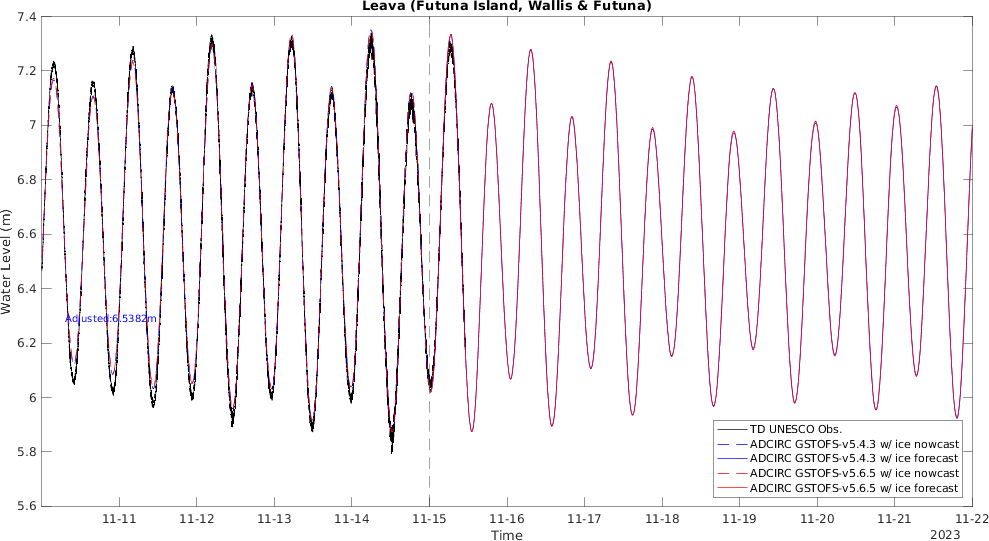 Leava (Futuna Island, Wallis & Futuna)
7.4
7.2
7
6.8
6.6
6.4
6.2
6
5.8
5.6
Water Level (m)
Adjusted:6.5382m
TD UNESCO Obs.
ADCIRC GSTOFS-v5.4.3 w/ ice nowcast
ADCIRC GSTOFS-v5.4.3 w/ ice forecast
ADCIRC GSTOFS-v5.6.5 w/ ice nowcast
ADCIRC GSTOFS-v5.6.5 w/ ice forecast
11-11 11-12 11-13 11-14 11-15 11-16 11-17 11-18 11-19 11-20 11-21 11-22
Time
2023